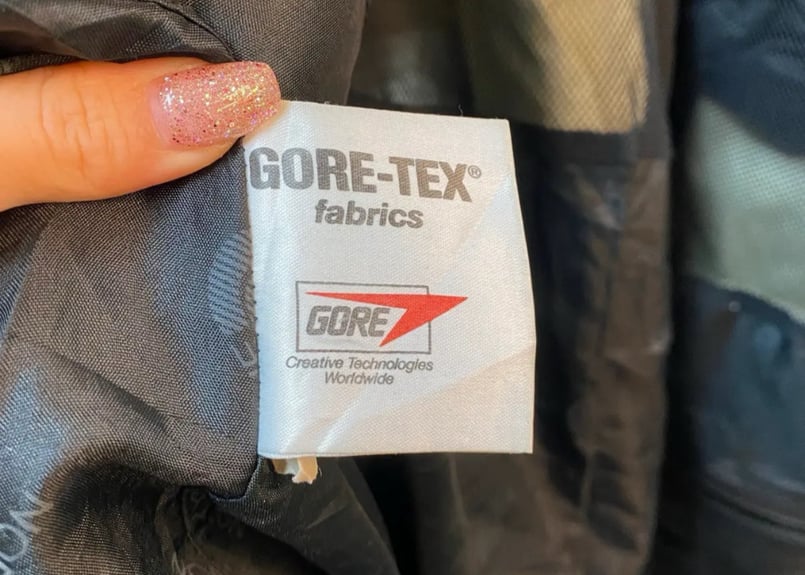 GORE-TEX®
fabrics
GORE
Creative Technologies
Worldwide